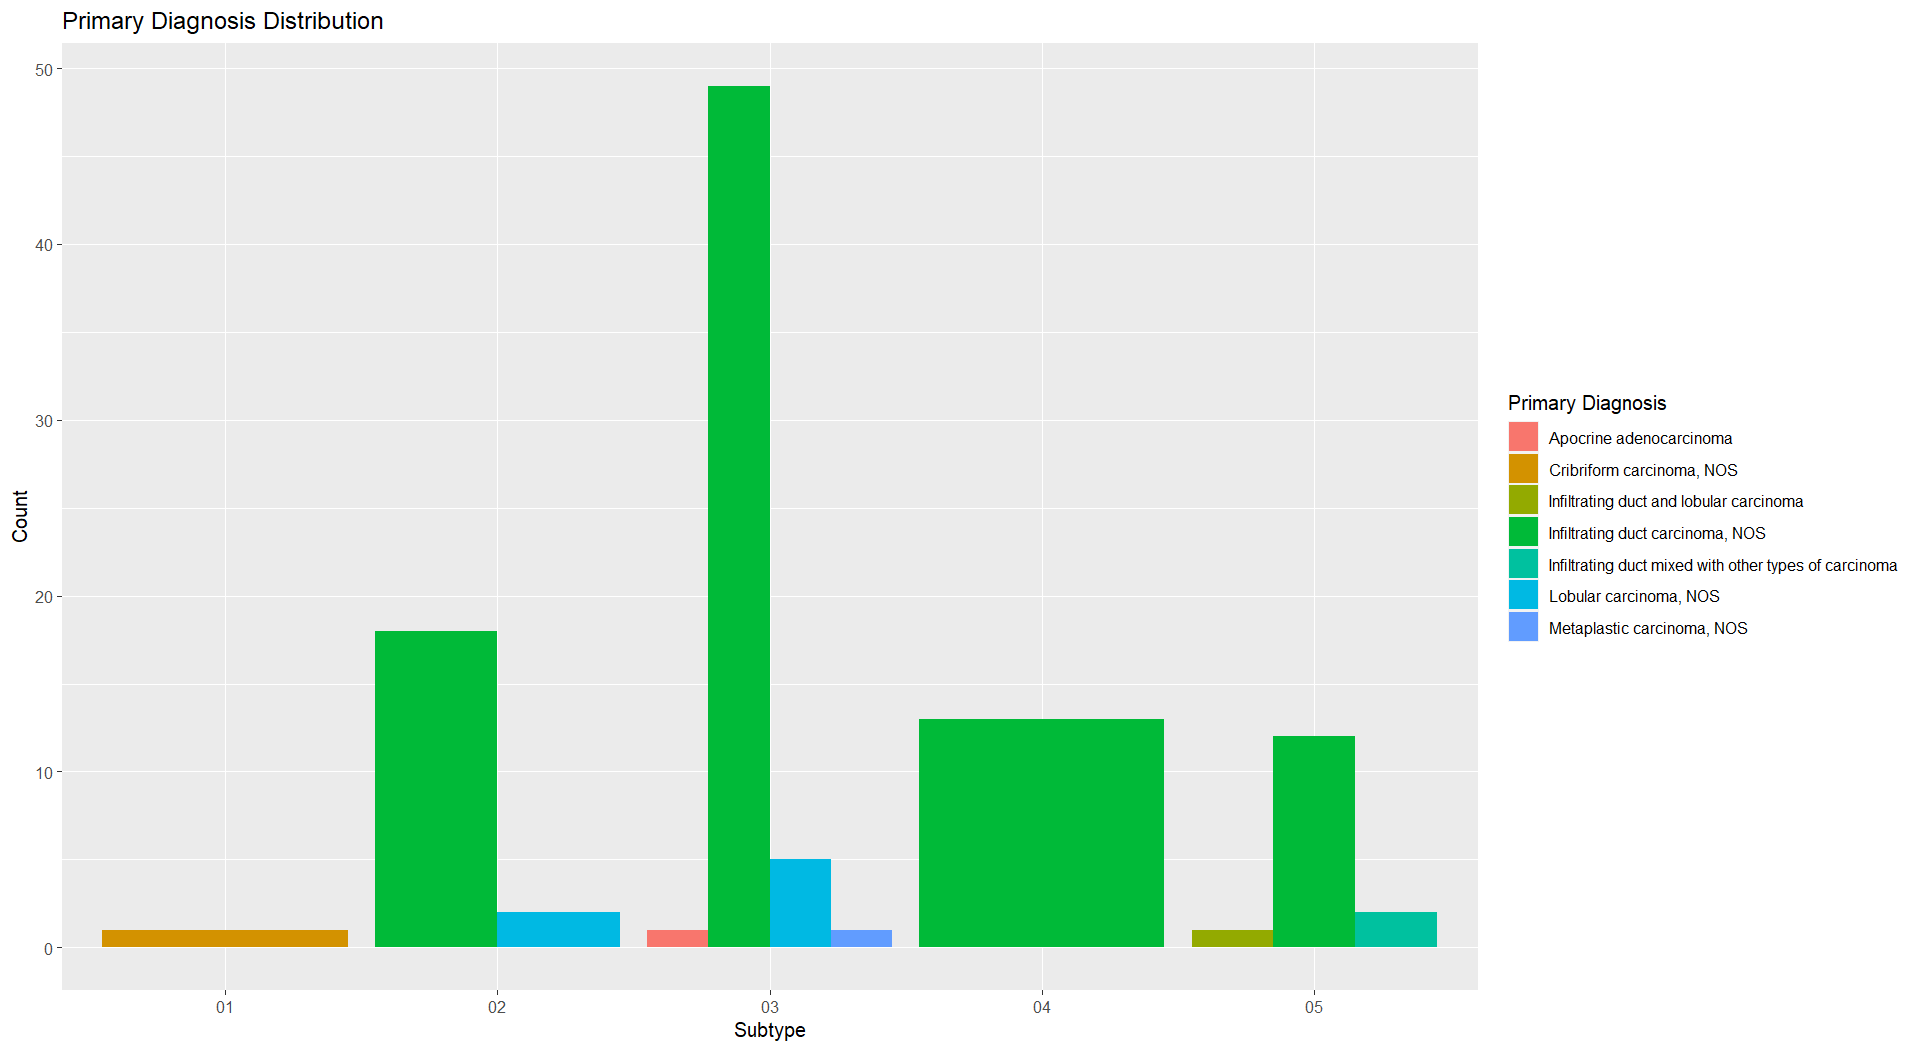 Primary Diagnosis Distribution
50
40
30
20
10
0
Count
01 02 03 04 05
Subtype
Primary Diagnosis
Apocrine adenocarcinoma
Cribriform carcinoma, NOS
Infiltrating duct and lobular carcinoma
Infiltrating duct carcinoma, NOS
Infiltrating duct mixed with other types of carcinoma
Lobular carcinoma, NOS
Metaplastic carcinoma, NOS